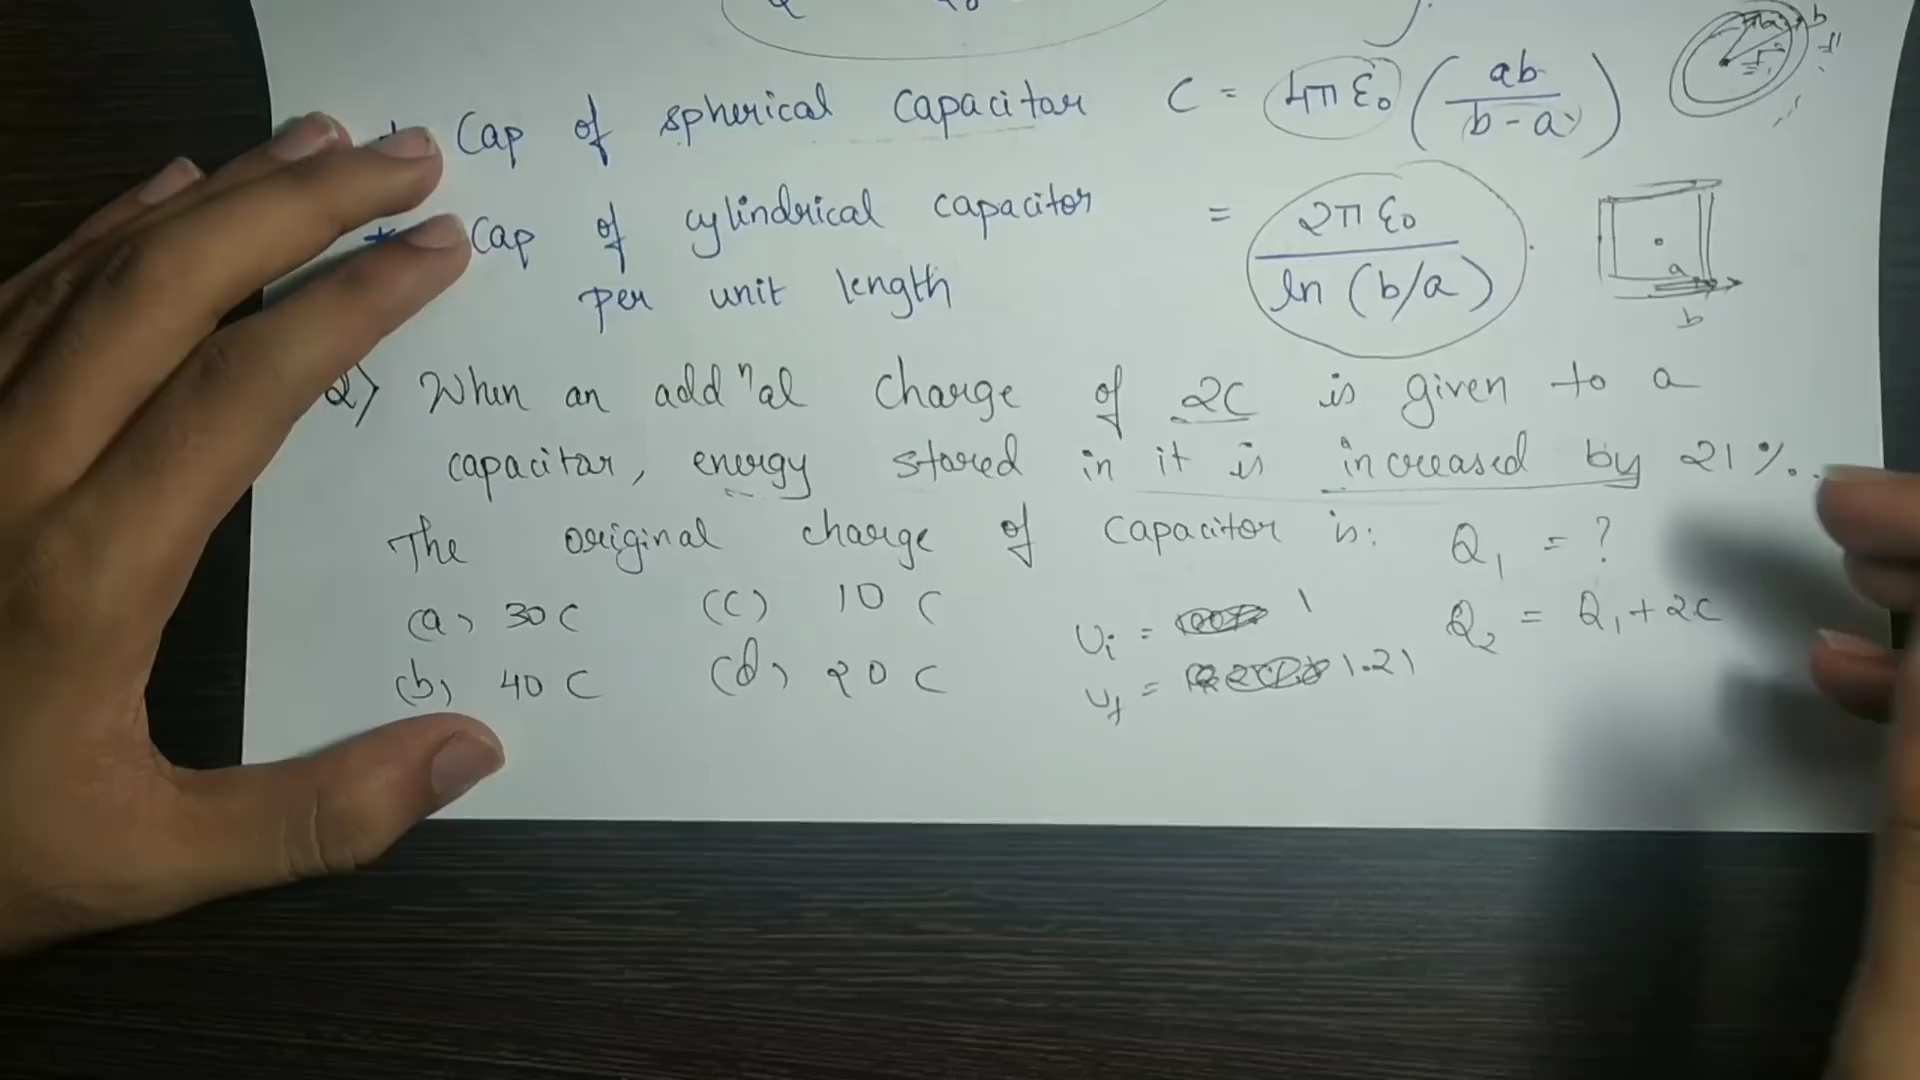 b
Cap of spherical capacitar C = 4π ε₀ ( ab / b - a )
* Cap of cylindrical capacitor = 2π ε₀ / ln (b/a)
per unit length
a
b
Q) When an addⁿal charge of 2C is given to a
capacitar, energy stored in it is increased by 21%.
The original charge of capacitor is: Q₁ = ?
(a) 30 C (c) 10 C
(b) 40 C (d) 20 C
Ui = 1
Uf = 1.21
Q₂ = Q₁ + 2C